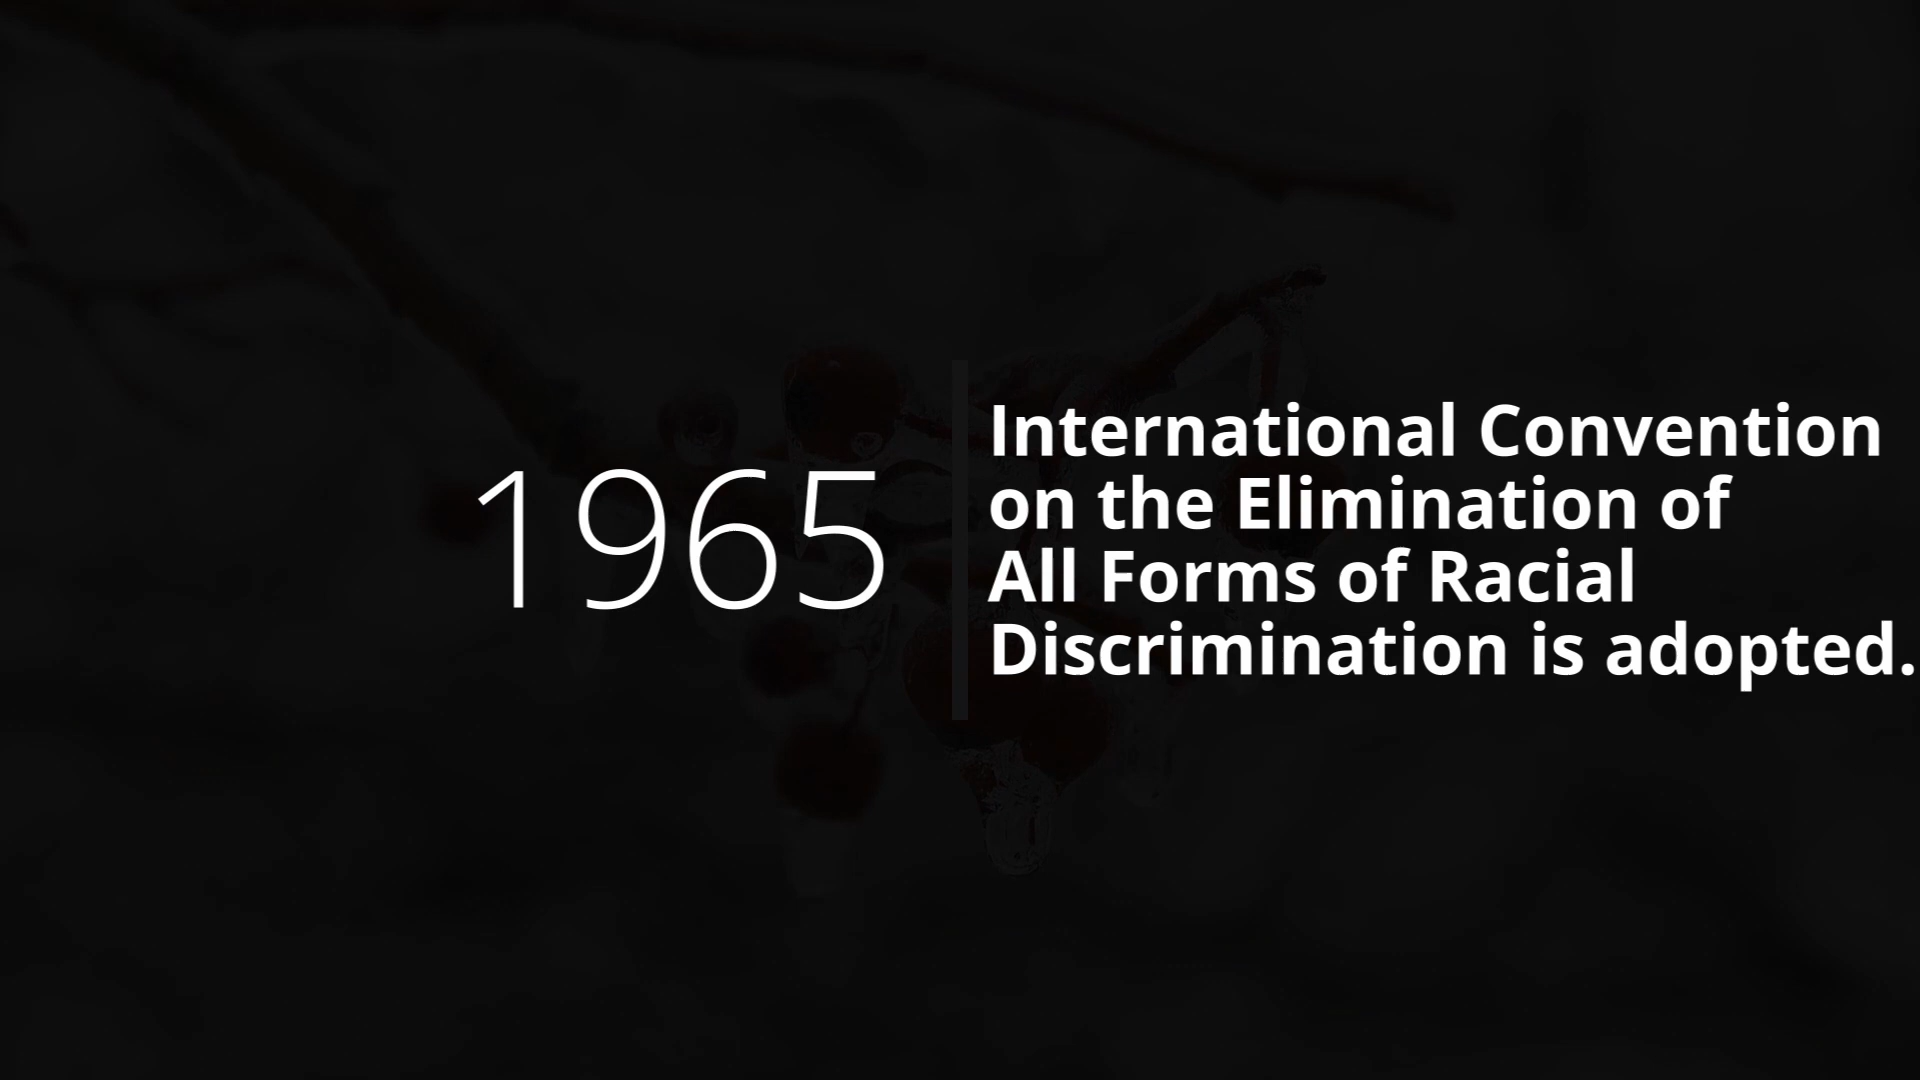 1965
International Convention
on the Elimination of
All Forms of Racial
Discrimination is adopted.